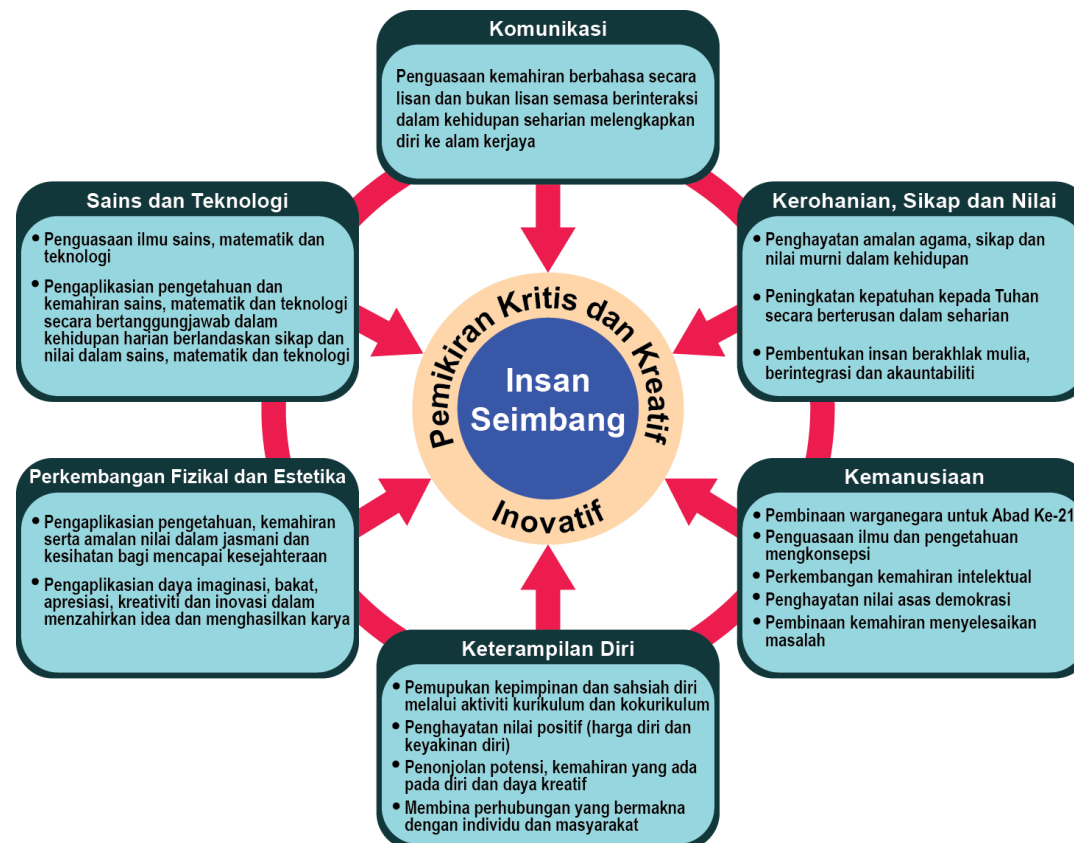 Komunikasi
Penguasaan kemahiran berbahasa secara
lisan dan bukan lisan semasa berinteraksi
dalam kehidupan seharian melengkapkan
diri ke alam kerjaya
Sains dan Teknologi
• Penguasaan ilmu sains, matematik dan
teknologi
• Pengaplikasian pengetahuan dan
kemahiran sains, matematik dan teknologi
secara bertanggungjawab dalam
kehidupan harian berlandaskan sikap dan
nilai dalam sains, matematik dan teknologi
Kerohanian, Sikap dan Nilai
• Penghayatan amalan agama, sikap dan
nilai murni dalam kehidupan
• Peningkatan kepatuhan kepada Tuhan
secara berterusan dalam seharian
• Pembentukan insan berakhlak mulia,
berintegrasi dan akauntabiliti
Pemikiran Kritis dan Kreatif
Insan
Seimbang
Inovatif
Perkembangan Fizikal dan Estetika
• Pengaplikasian pengetahuan, kemahiran
serta amalan nilai dalam jasmani dan
kesihatan bagi mencapai kesejahteraan
• Pengaplikasian daya imaginasi, bakat,
apresiasi, kreativiti dan inovasi dalam
menzahirkan idea dan menghasilkan karya
Kemanusiaan
• Pembinaan warganegara untuk Abad Ke-21
• Penguasaan ilmu dan pengetahuan
mengkonsepsi
• Perkembangan kemahiran intelektual
• Penghayatan nilai asas demokrasi
• Pembinaan kemahiran menyelesaikan
masalah
Keterampilan Diri
• Pemupukan kepimpinan dan sahsiah diri
melalui aktiviti kurikulum dan kokurikulum
• Penghayatan nilai positif (harga diri dan
keyakinan diri)
• Penonjolan potensi, kemahiran yang ada
pada diri dan daya kreatif
• Membina perhubungan yang bermakna
dengan individu dan masyarakat